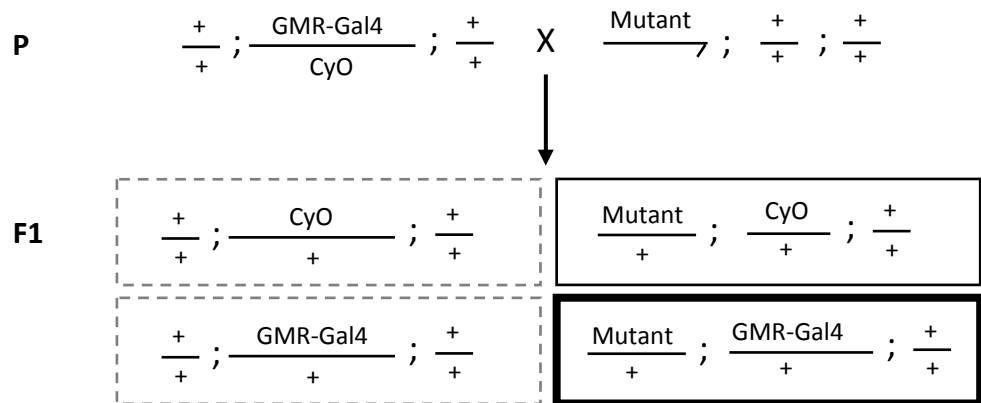 P + / + ; GMR-Gal4 / CyO ; + / + X Mutant ; + / + ; + / +
F1 + / + ; CyO / + ; + / + Mutant / + ; CyO / + ; + / +
+ / + ; GMR-Gal4 / + ; + / + Mutant / + ; GMR-Gal4 / + ; + / +